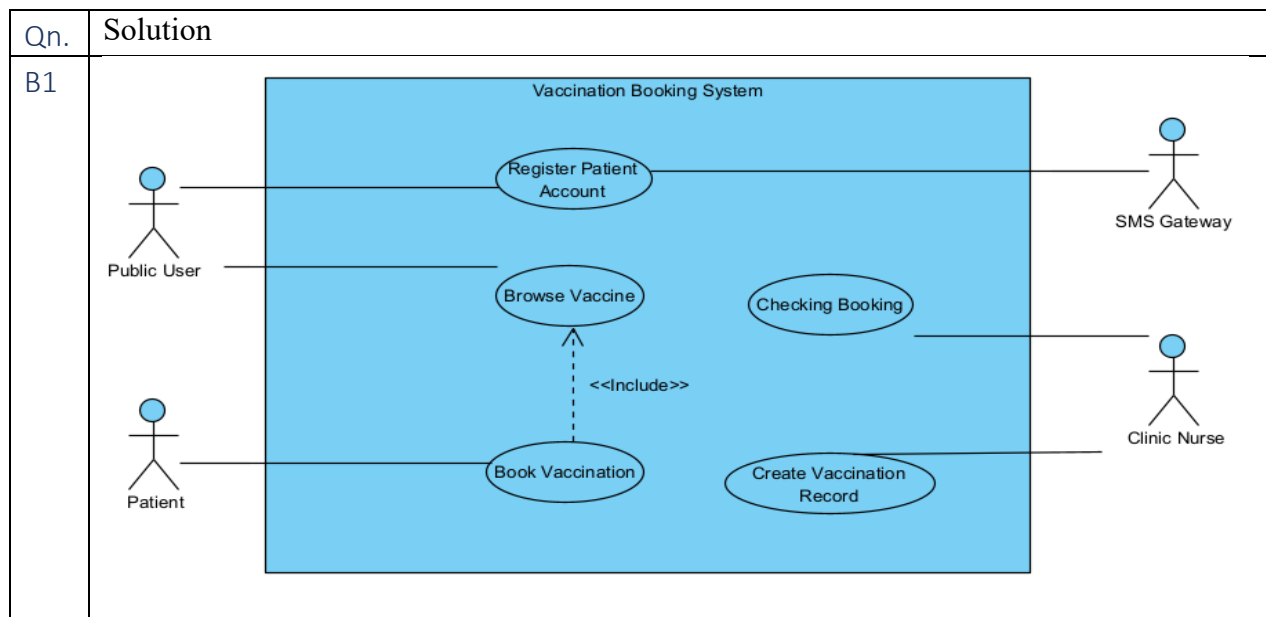 Qn.
Solution
B1
Vaccination Booking System
Register Patient
Account
SMS Gateway
Public User
Browse Vaccine
Checking Booking
<<Include>>
Clinic Nurse
Book Vaccination
Create Vaccination
Record
Patient